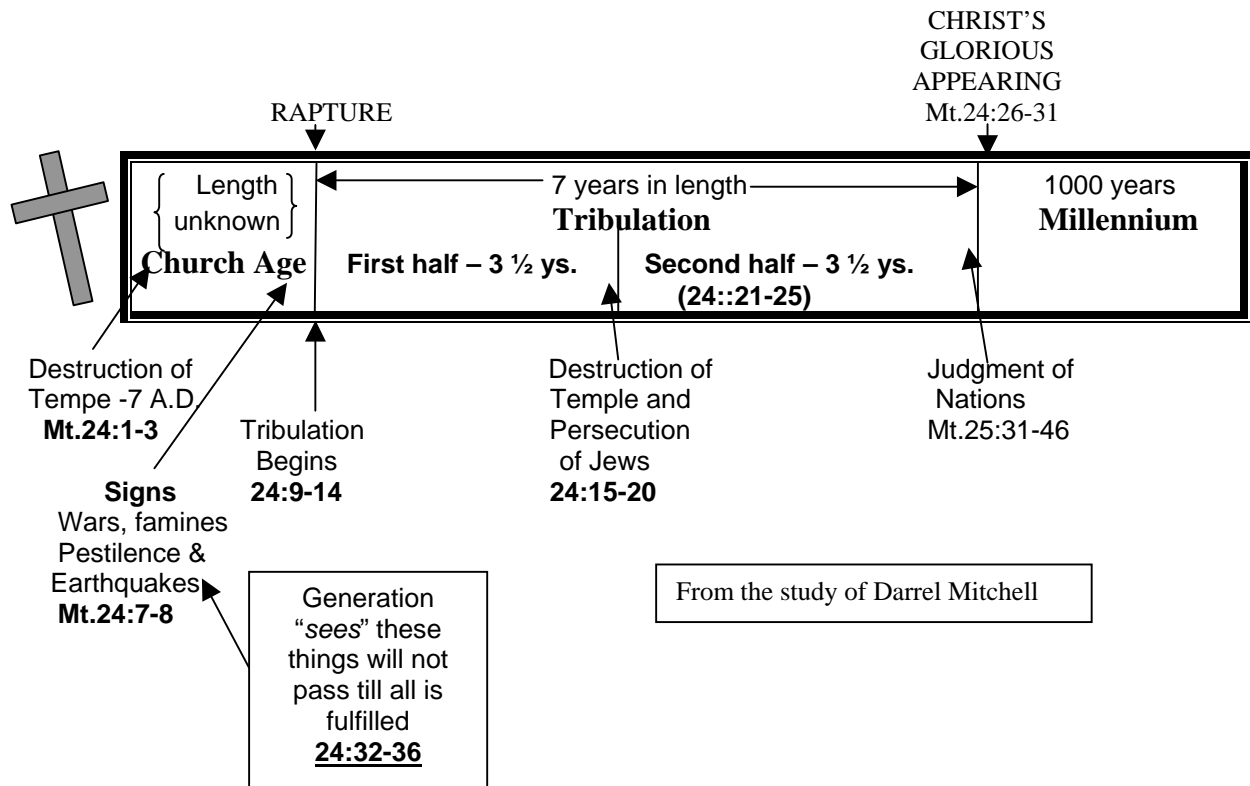 CHRIST'S
GLORIOUS
APPEARING
Mt.24:26-31
RAPTURE
Length
unknown
Church Age
7 years in length
Tribulation
First half – 3 ½ ys.
Second half – 3 ½ ys.
(24::21-25)
1000 years
Millennium
Destruction of
Tempe -7 A.D.
Mt.24:1-3
Tribulation
Begins
24:9-14
Destruction of
Temple and
Persecution
of Jews
24:15-20
Judgment of
Nations
Mt.25:31-46
Signs
Wars, famines
Pestilence &
Earthquakes
Mt.24:7-8
Generation
“sees” these
things will not
pass till all is
fulfilled
24:32-36
From the study of Darrel Mitchell